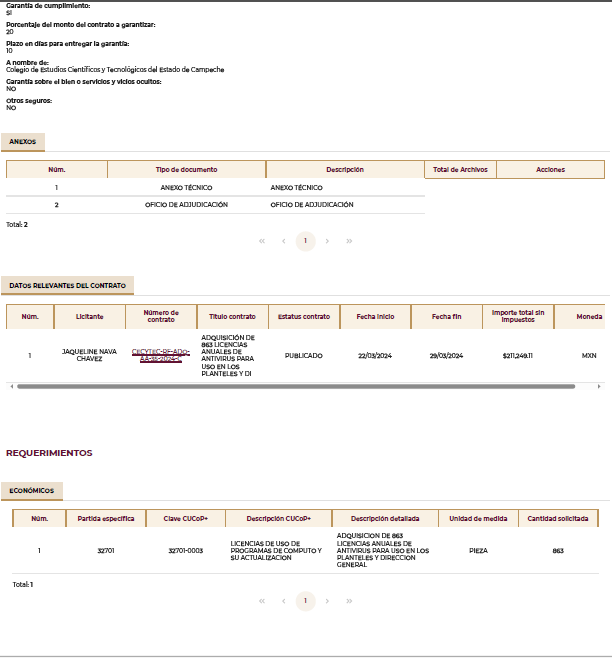 Garantía de cumplimiento:
SI
Porcentaje del monto del contrato a garantizar:
20
Plazo en días para entregar la garantía:
10
A nombre de:
Colegio de Estudios Científicos y Tecnológicos del Estado de Campeche
Garantía sobre el bien o servicios y vicios ocultos:
NO
Otros seguros:
NO
ANEXOS
Núm. Tipo de documento Descripción Total de Archivos Acciones
1 ANEXO TÉCNICO ANEXO TÉCNICO
2 OFICIO DE ADJUDICACIÓN OFICIO DE ADJUDICACIÓN
Total: 2
« ‹ 1 › »
DATOS RELEVANTES DEL CONTRATO
Núm. Licitante Número de contrato Título contrato Estatus contrato Fecha inicio Fecha fin Importe total sin impuestos Moneda
ADQUISICIÓN DE
863 LICENCIAS
1 JAQUELINE NAVA CHAVEZ CECYTEC-RF-ADQ-AA-35-2024-C ANUALES DE ANTIVIRUS PARA PUBLICADO 22/03/2024 29/03/2024 $211,249.11 MXN
USO EN LOS
PLANTELES Y DI
REQUERIMIENTOS
ECONÓMICOS
Núm. Partida específica Clave CUCoP+ Descripción CUCoP+ Descripción detallada Unidad de medida Cantidad solicitada
1 32701 32701-0003 LICENCIAS DE USO DE PROGRAMAS DE COMPUTO Y SU ACTUALIZACION ADQUISICION DE 863 LICENCIAS ANUALES DE ANTIVIRUS PARA USO EN LOS PLANTELES Y DIRECCION GENERAL PIEZA 863
Total: 1
« ‹ 1 › »